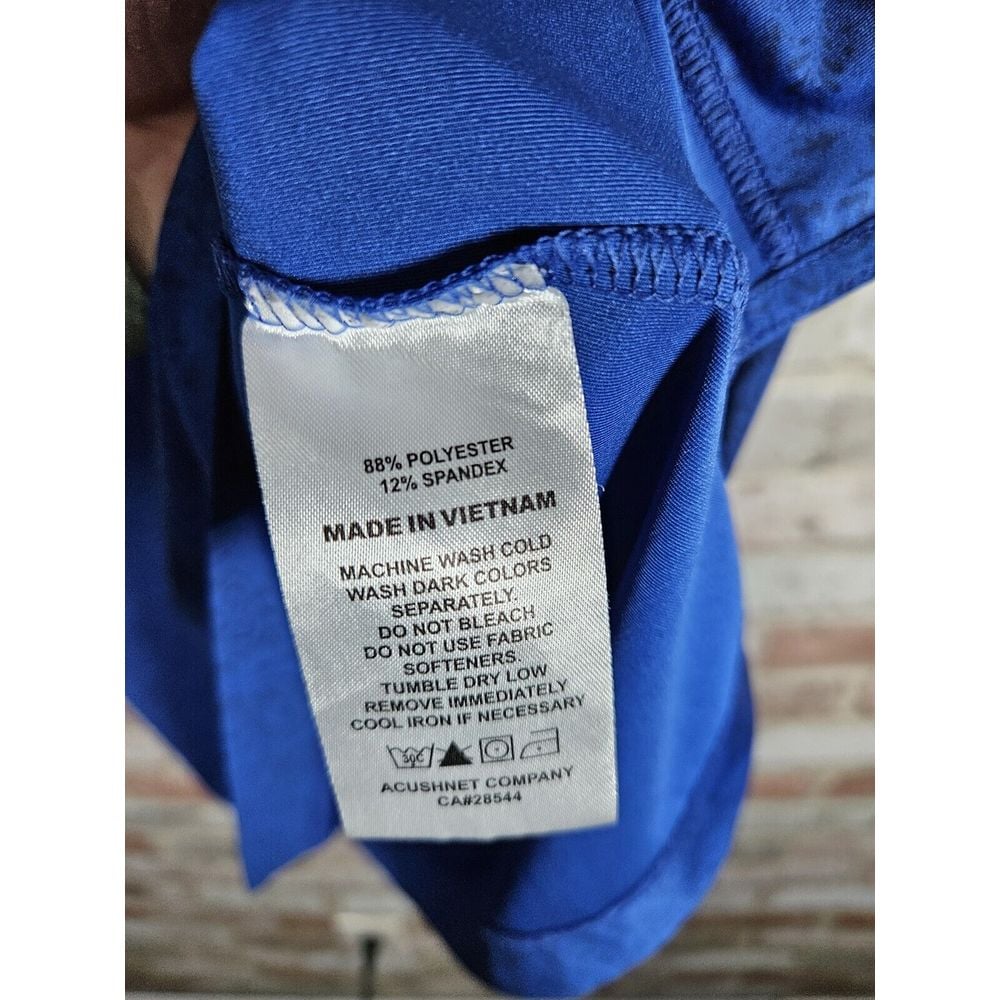 88% POLYESTER
12% SPANDEX
MADE IN VIETNAM
MACHINE WASH COLD
WASH DARK COLORS
SEPARATELY
DO NOT BLEACH
DO NOT USE FABRIC
SOFTENERS
TUMBLE DRY LOW
REMOVE IMMEDIATELY
COOL IRON IF NECESSARY
30C
ACUSHNET COMPANY
CA#28544